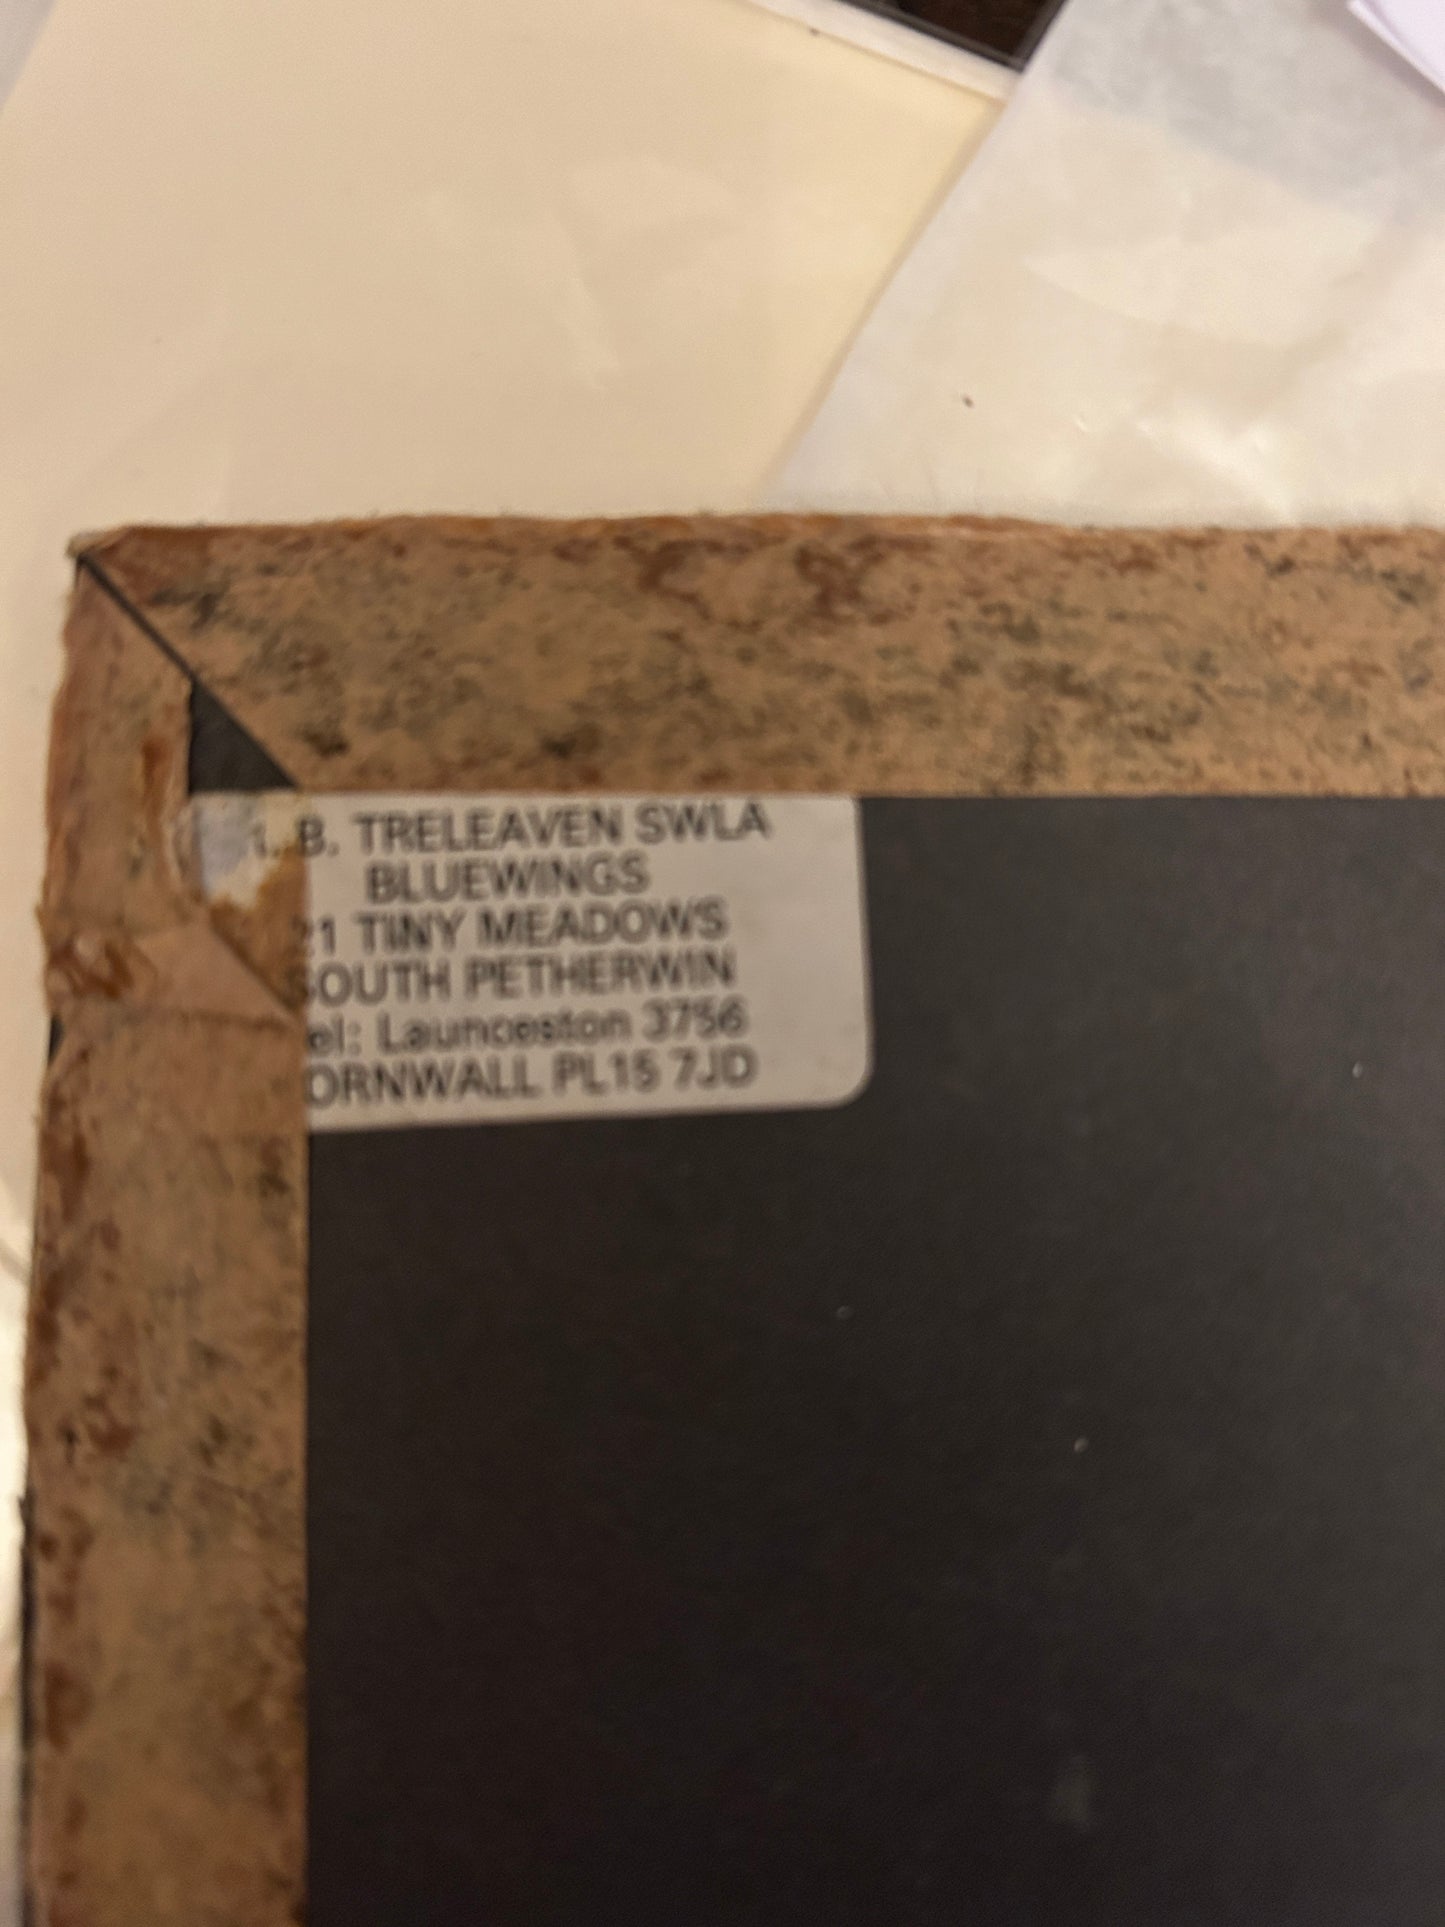 . B. TRELEAVEN SWLA
BLUEWINGS
21 TINY MEADOWS
SOUTH PETHERWIN
el: Launceston 3756
ORNWALL PL15 7JD